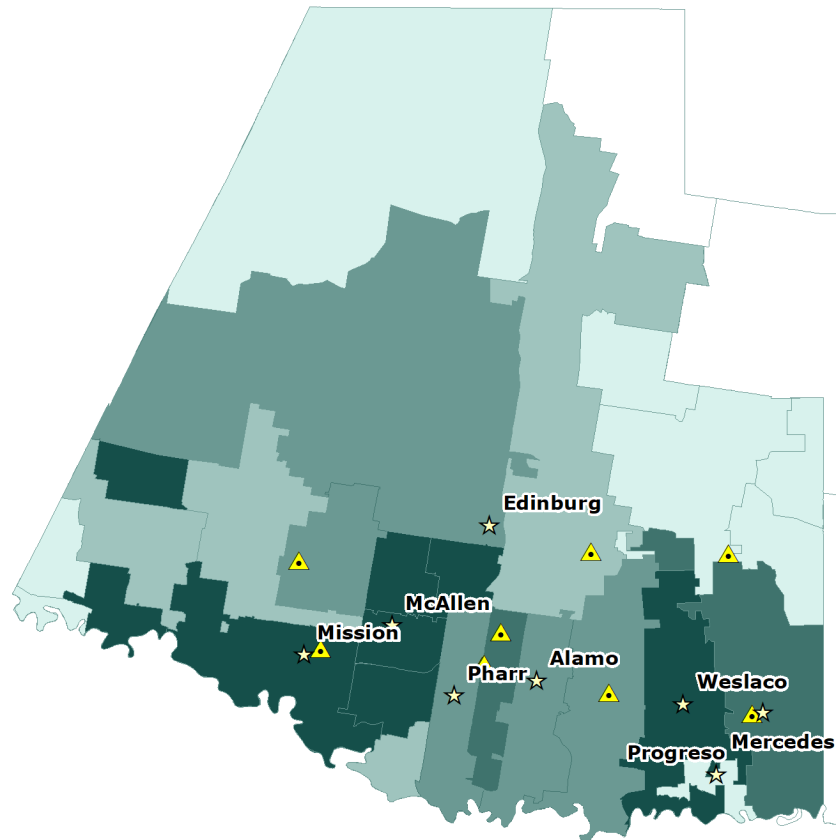 Edinburg
McAllen
Mission
Alamo
Pharr
Weslaco
Mercedes
Progreso